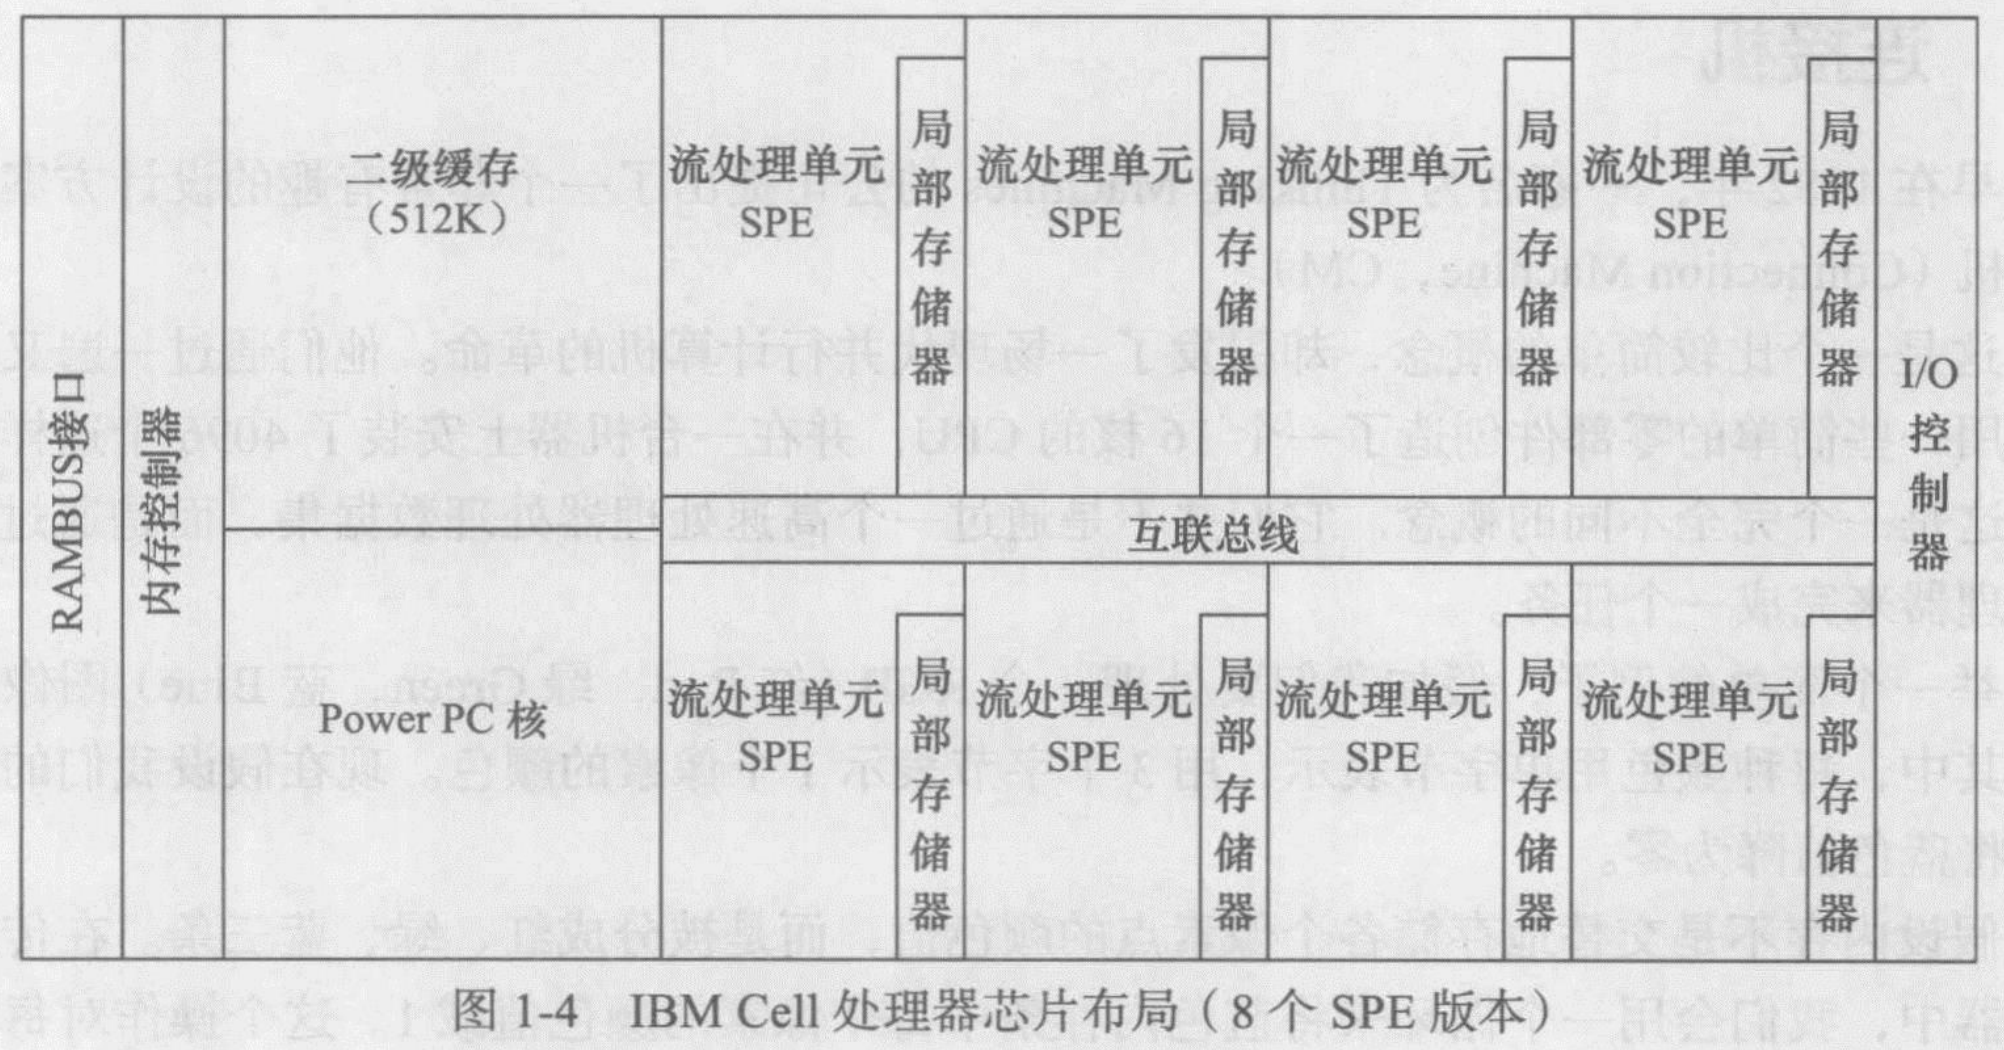 RAMBUS接口
内存控制器
二级缓存
（512K）
Power PC 核
流处理单元
SPE
局部存储器
流处理单元
SPE
局部存储器
流处理单元
SPE
局部存储器
流处理单元
SPE
局部存储器
互联总线
流处理单元
SPE
局部存储器
流处理单元
SPE
局部存储器
流处理单元
SPE
局部存储器
流处理单元
SPE
局部存储器
I/O控制器
图 1-4 IBM Cell 处理器芯片布局（8 个 SPE 版本）